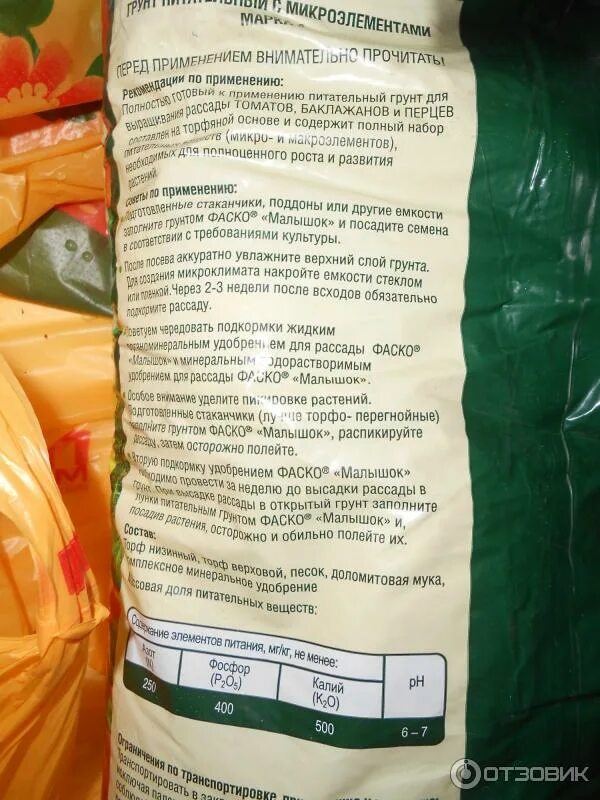 ГРУНТ ПИТАТЕЛЬНЫЙ С МИКРОЭЛЕМЕНТАМИ
ПЕРЕД ПРИМЕНЕНИЕМ ВНИМАТЕЛЬНО ПРОЧИТАТЬ!
Рекомендации по применению:
Полностью готовый к применению питательный грунт для
выращивания рассады ТОМАТОВ, БАКЛАЖАНОВ и ПЕРЦЕВ
составлен на торфяной основе и содержит полный набор
питательных веществ (микро- и макроэлементов),
необходимых для полноценного роста и развития
растений.
Советы по применению:
Подготовленные стаканчики, поддоны или другие емкости
заполните грунтом ФАСКО® «Малышок» и посадите семена
в соответствии с требованиями культуры.
После посева аккуратно увлажните верхний слой грунта.
Для создания микроклимата накройте емкости стеклом
или пленкой. Через 2-3 недели после всходов обязательно
подкормите рассаду.
Советуем чередовать подкормки жидким
органоминеральным удобрением для рассады ФАСКО®
«Малышок» и минеральным водорастворимым
удобрением для рассады ФАСКО® «Малышок».
• Особое внимание уделите пикировке растений.
Подготовленные стаканчики (лучше торфо- перегнойные)
заполните грунтом ФАСКО® «Малышок», распикируйте
рассаду, затем осторожно полейте.
• Вторую подкормку удобрением ФАСКО® «Малышок»
необходимо провести за неделю до высадки рассады в
грунт. При высадке рассады в открытый грунт заполните
лунки питательным грунтом ФАСКО® «Малышок» и,
посадив растения, осторожно и обильно полейте их.
Состав:
Торф низинный, торф верховой, песок, доломитовая мука,
комплексное минеральное удобрение
Массовая доля питательных веществ:
Содержание элементов питания, мг/кг, не менее:
Азот (N) Фосфор (P₂O₅) Калий (K₂O) pH
250 400 500 6 – 7
Ограничения по транспортировке,
Транспортировать в
ОТЗОВИК